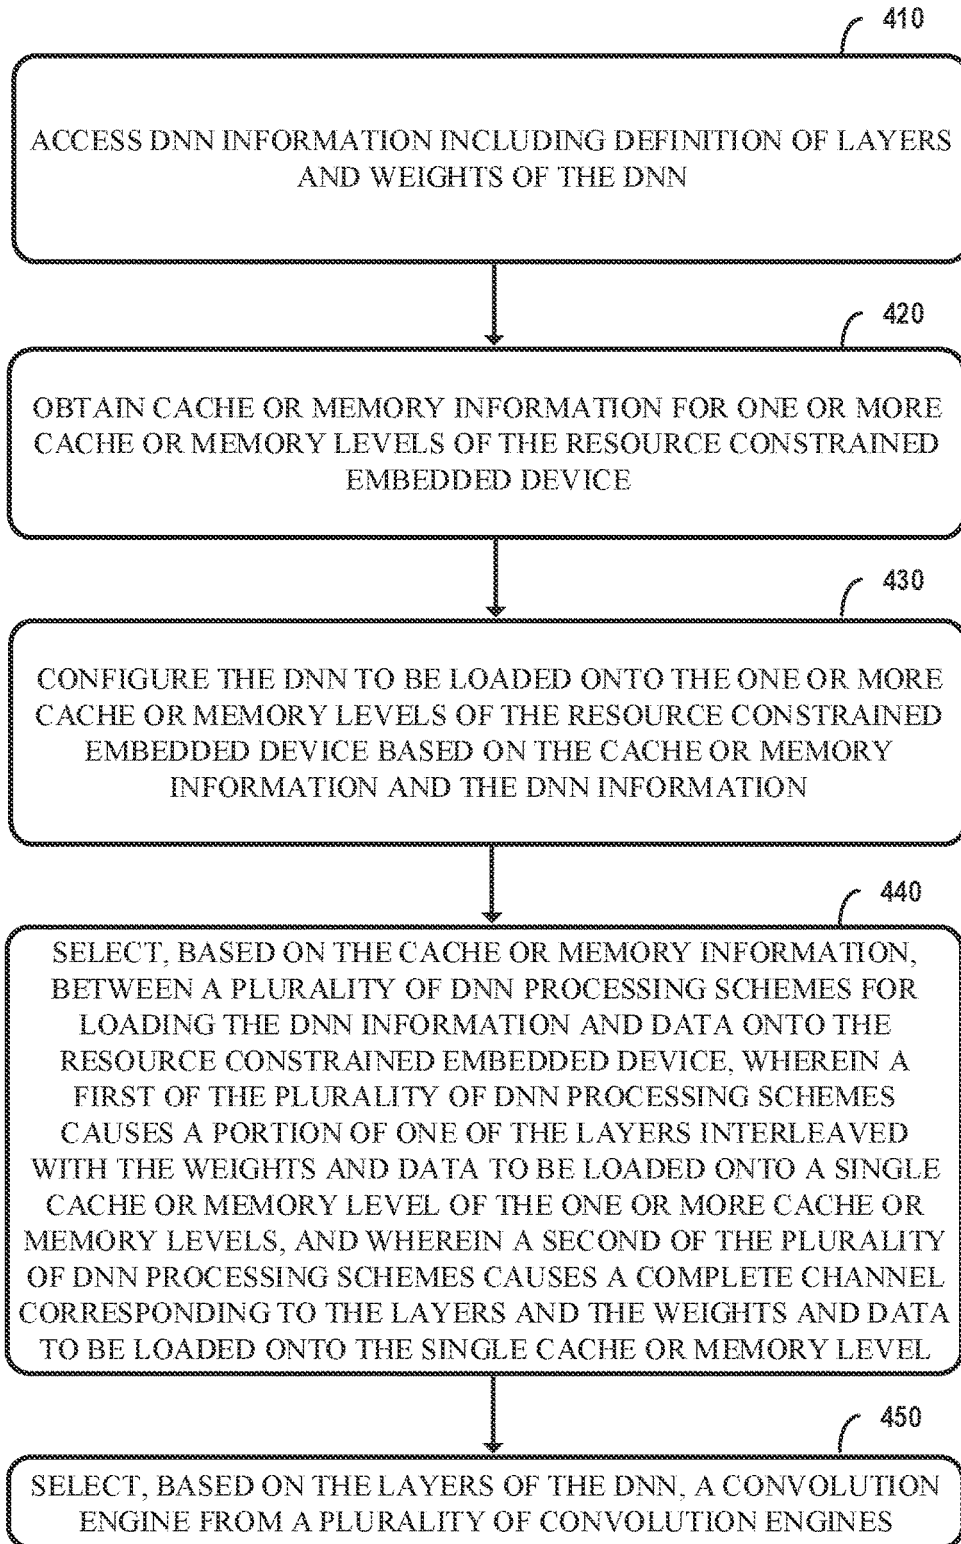 410
ACCESS DNN INFORMATION INCLUDING DEFINITION OF LAYERS
AND WEIGHTS OF THE DNN
420
OBTAIN CACHE OR MEMORY INFORMATION FOR ONE OR MORE
CACHE OR MEMORY LEVELS OF THE RESOURCE CONSTRAINED
EMBEDDED DEVICE
430
CONFIGURE THE DNN TO BE LOADED ONTO THE ONE OR MORE
CACHE OR MEMORY LEVELS OF THE RESOURCE CONSTRAINED
EMBEDDED DEVICE BASED ON THE CACHE OR MEMORY
INFORMATION AND THE DNN INFORMATION
440
SELECT, BASED ON THE CACHE OR MEMORY INFORMATION,
BETWEEN A PLURALITY OF DNN PROCESSING SCHEMES FOR
LOADING THE DNN INFORMATION AND DATA ONTO THE
RESOURCE CONSTRAINED EMBEDDED DEVICE, WHEREIN A
FIRST OF THE PLURALITY OF DNN PROCESSING SCHEMES
CAUSES A PORTION OF ONE OF THE LAYERS INTERLEAVED
WITH THE WEIGHTS AND DATA TO BE LOADED ONTO A SINGLE
CACHE OR MEMORY LEVEL OF THE ONE OR MORE CACHE OR
MEMORY LEVELS, AND WHEREIN A SECOND OF THE PLURALITY
OF DNN PROCESSING SCHEMES CAUSES A COMPLETE CHANNEL
CORRESPONDING TO THE LAYERS AND THE WEIGHTS AND DATA
TO BE LOADED ONTO THE SINGLE CACHE OR MEMORY LEVEL
450
SELECT, BASED ON THE LAYERS OF THE DNN, A CONVOLUTION
ENGINE FROM A PLURALITY OF CONVOLUTION ENGINES